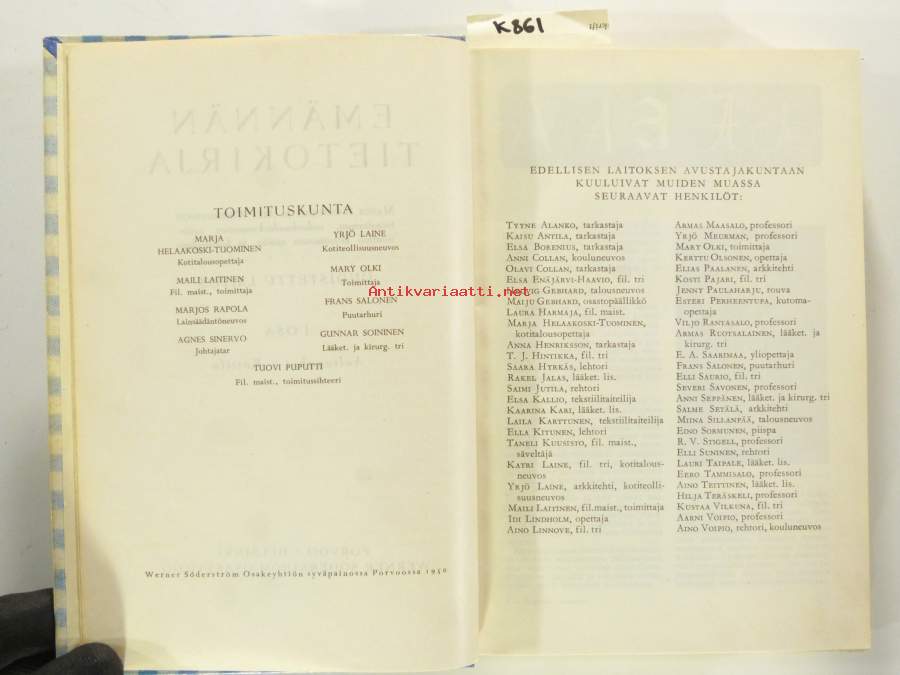 K861
TOIMITUSKUNTA
MARJA
HELAAKOSKI-TUOMINEN
Kotitalousopettaja
MAILI LAITINEN
Fil. maist., toimittaja
MARJOS RAPOLA
Lainsäädäntöneuvos
AGNES SINERVO
Johtajatar
YRJÖ LAINE
Kotiteollisuusneuvos
MARY OLKI
Toimittaja
FRANS SALONEN
Puutarhuri
GUNNAR SOININEN
Lääket. ja kirurg. tri
TUOVI PUPUTTI
Fil. maist., toimitussihteeri
Werner Söderström Osakeyhtiön syväpainossa Porvoossa 1950
EDELLISEN LAITOKSEN AVUSTAJAKUNTAAN
KUULUIVAT MUIDEN MUASSA
SEURAAVAT HENKILÖT:
Tyyne Alanko, tarkastaja
Kaisu Antila, tarkastaja
Elsa Borenius, tarkastaja
Anni Collan, kouluneuvos
Olavi Collan, tarkastaja
Elsa Enäjärvi-Haavio, fil. tri
Hedvig Gebhard, talousneuvos
Maiju Gebhard, osastopäällikkö
Laura Harmaja, fil. maist.
Marja Helaakoski-Tuominen,
kotitalousopettaja
Anna Henriksson, tarkastaja
T. J. Hintikka, fil. tri
Saara Hyrkäs, lehtori
Rakel Jalas, lääket. lis.
Saimi Jutila, rehtori
Elsa Kallio, tekstiilitaiteilija
Kaarina Kari, lääket. lis.
Laila Karttunen, tekstiilitaiteilija
Ella Kitunen, lehtori
Taneli Kuusisto, fil. maist.,
säveltäjä
Kayri Laine, fil. tri, kotitalous-
neuvos
Yrjö Laine, arkkitehti, kotiteolli-
suusneuvos
Maili Laitinen, fil.maist., toimittaja
Idi Lindholm, opettaja
Aino Linnove, fil. tri
Armas Maasalo, professori
Yrjö Meurman, professori
Mary Olki, toimittaja
Kerttu Olsonen, opettaja
Elias Paalanen, arkkitehti
Kosti Pajari, fil. tri
Jenny Paulaharju, rouva
Esteri Perheentupa, kutoma-
opettaja
Viljo Rantasalo, professori
Armas Ruotsalainen, lääket. ja
kirurg. tri
E. A. Saarimaa, yliopettaja
Frans Salonen, puutarhuri
Elli Saurio, fil. tri
Severi Savonen, professori
Anni Seppänen, lääket. ja kirurg. tri
Salme Setälä, arkkitehti
Miina Sillanpää, talousneuvos
Eino Sormunen, piispa
R. V. Stigell, professori
Elli Suninen, rehtori
Lauri Taipale, lääket. lis.
Eero Tammisalo, professori
Aino Teittinen, lääket. lis.
Hilja Teräskeli, professori
Kustaa Vilkuna, fil. tri
Aarni Voipio, professori
Aino Voipio, rehtori, kouluneuvos
Antikvariaatti.net